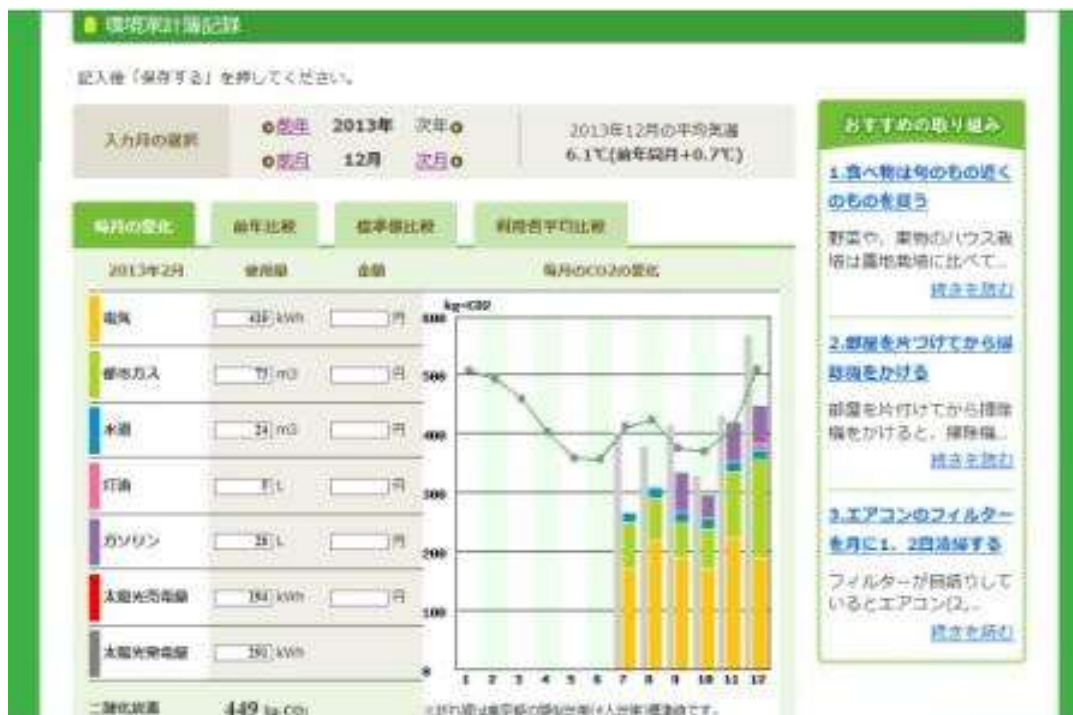 環境家計簿記録
記入後「保存する」を押してください。
入力月の選択
前年 2013年 次年
前月 12月 次月
2013年12月の平均気温
6.1℃(前年同月+0.7℃)
毎月の変化 前年比較 標準値比較 利用者平均比較
2013年2月 使用量 金額 毎月のCO2の変化
電気 kWh 円
都市ガス m3 円
水道 24 m3 円
灯油 L 円
ガソリン 28 L 円
太陽光売電量 194 kWh 円
太陽光発電量 kWh
二酸化炭素 449 kg-CO2
kg-CO2
600
500
400
300
200
100
0
1 2 3 4 5 6 7 8 9 10 11 12
おすすめの取り組み
1.食べ物は旬のもの近く
のものを買う
野菜や、果物のハウス栽
培は露地栽培に比べて...
続きを読む
2.部屋を片づけてから掃
除機をかける
部屋を片付けてから掃除
機をかけると、掃除機...
続きを読む
3.エアコンのフィルター
を月に1、2回清掃する
フィルターが目詰りして
いるとエアコン(2,...
続きを読む